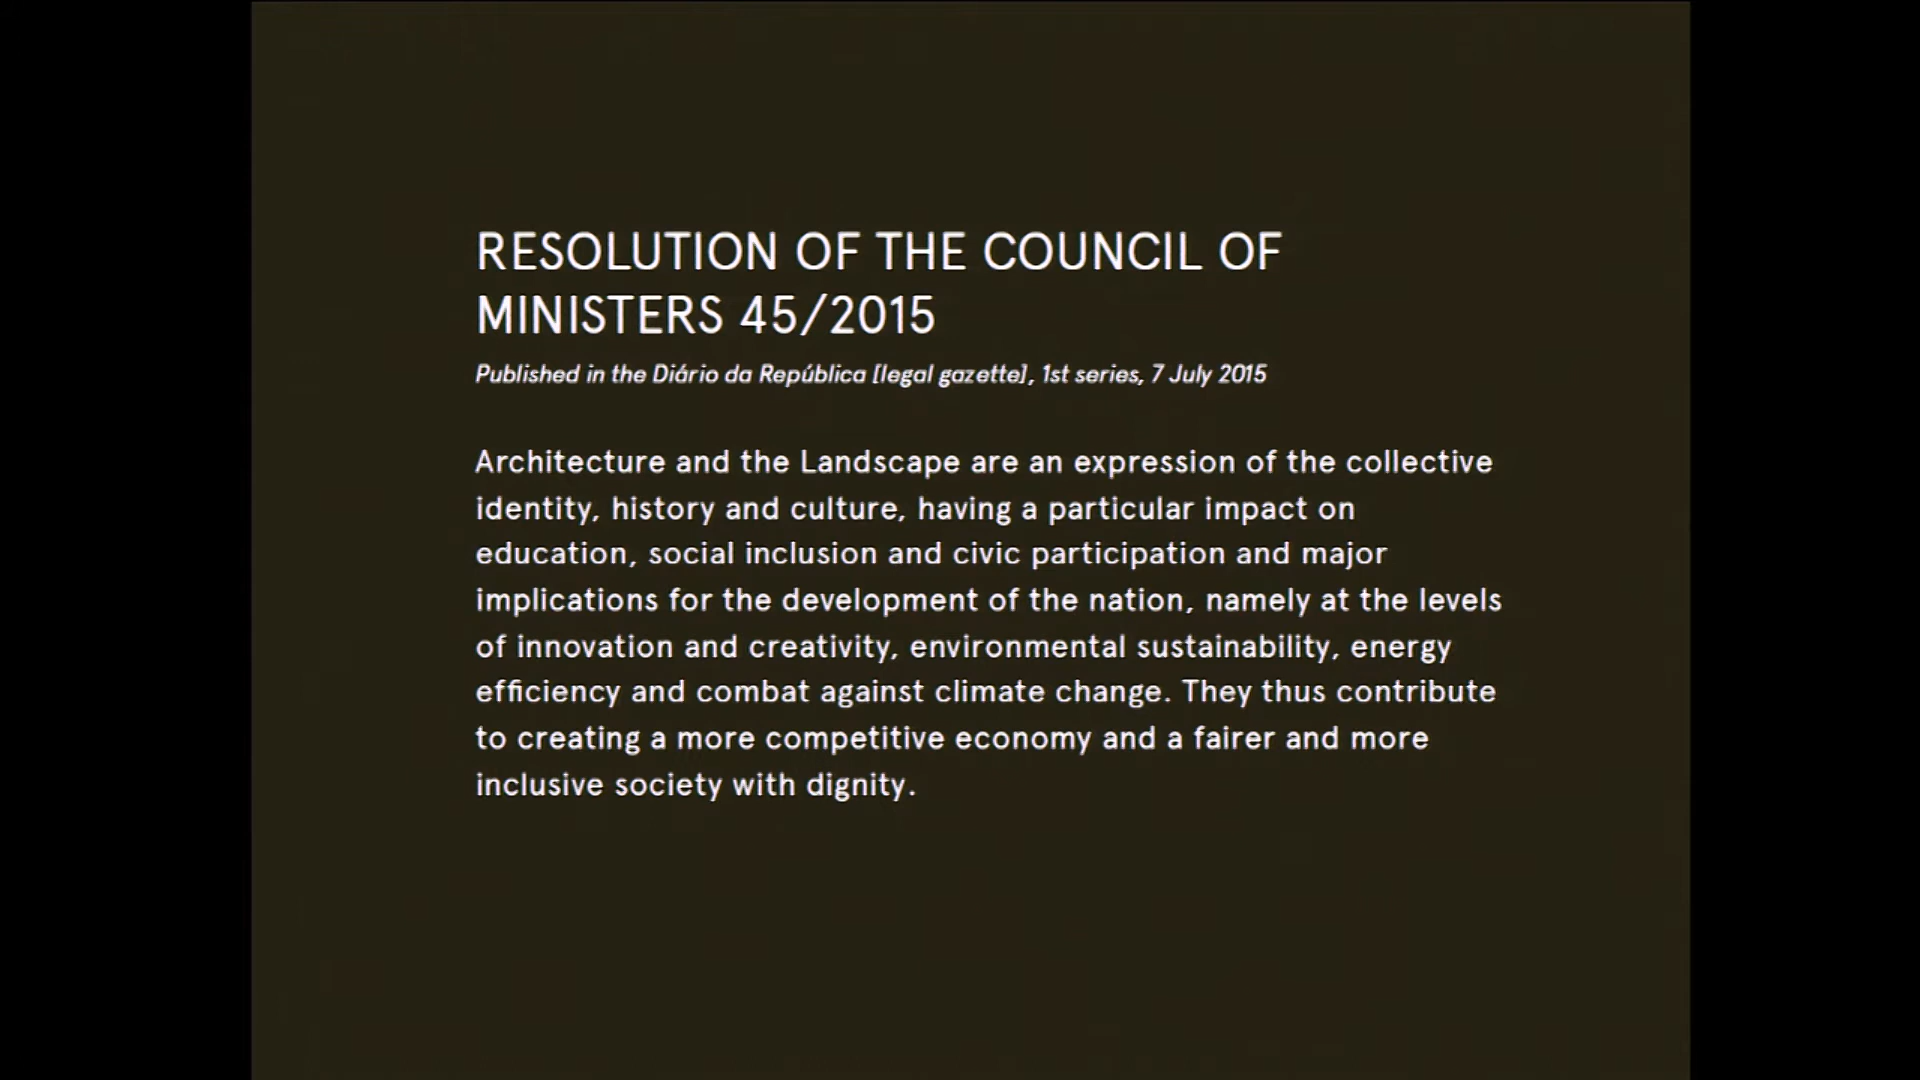 RESOLUTION OF THE COUNCIL OF
MINISTERS 45/2015
Published in the Diário da República [legal gazette], 1st series, 7 July 2015
Architecture and the Landscape are an expression of the collective
identity, history and culture, having a particular impact on
education, social inclusion and civic participation and major
implications for the development of the nation, namely at the levels
of innovation and creativity, environmental sustainability, energy
efficiency and combat against climate change. They thus contribute
to creating a more competitive economy and a fairer and more
inclusive society with dignity.